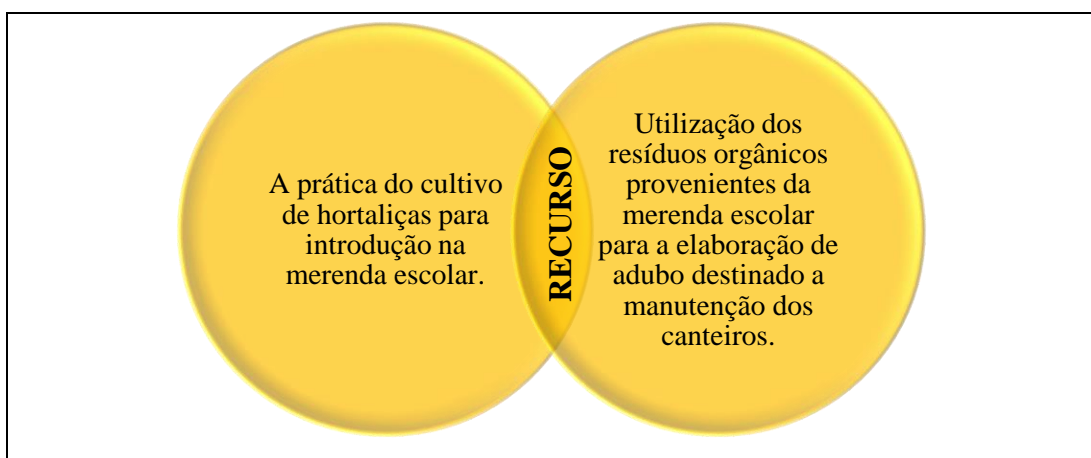 A prática do cultivo
de hortaliças para
introdução na
merenda escolar.
RECURSO
Utilização dos
resíduos orgânicos
provenientes da
merenda escolar
para a elaboração de
adubo destinado a
manutenção dos
canteiros.